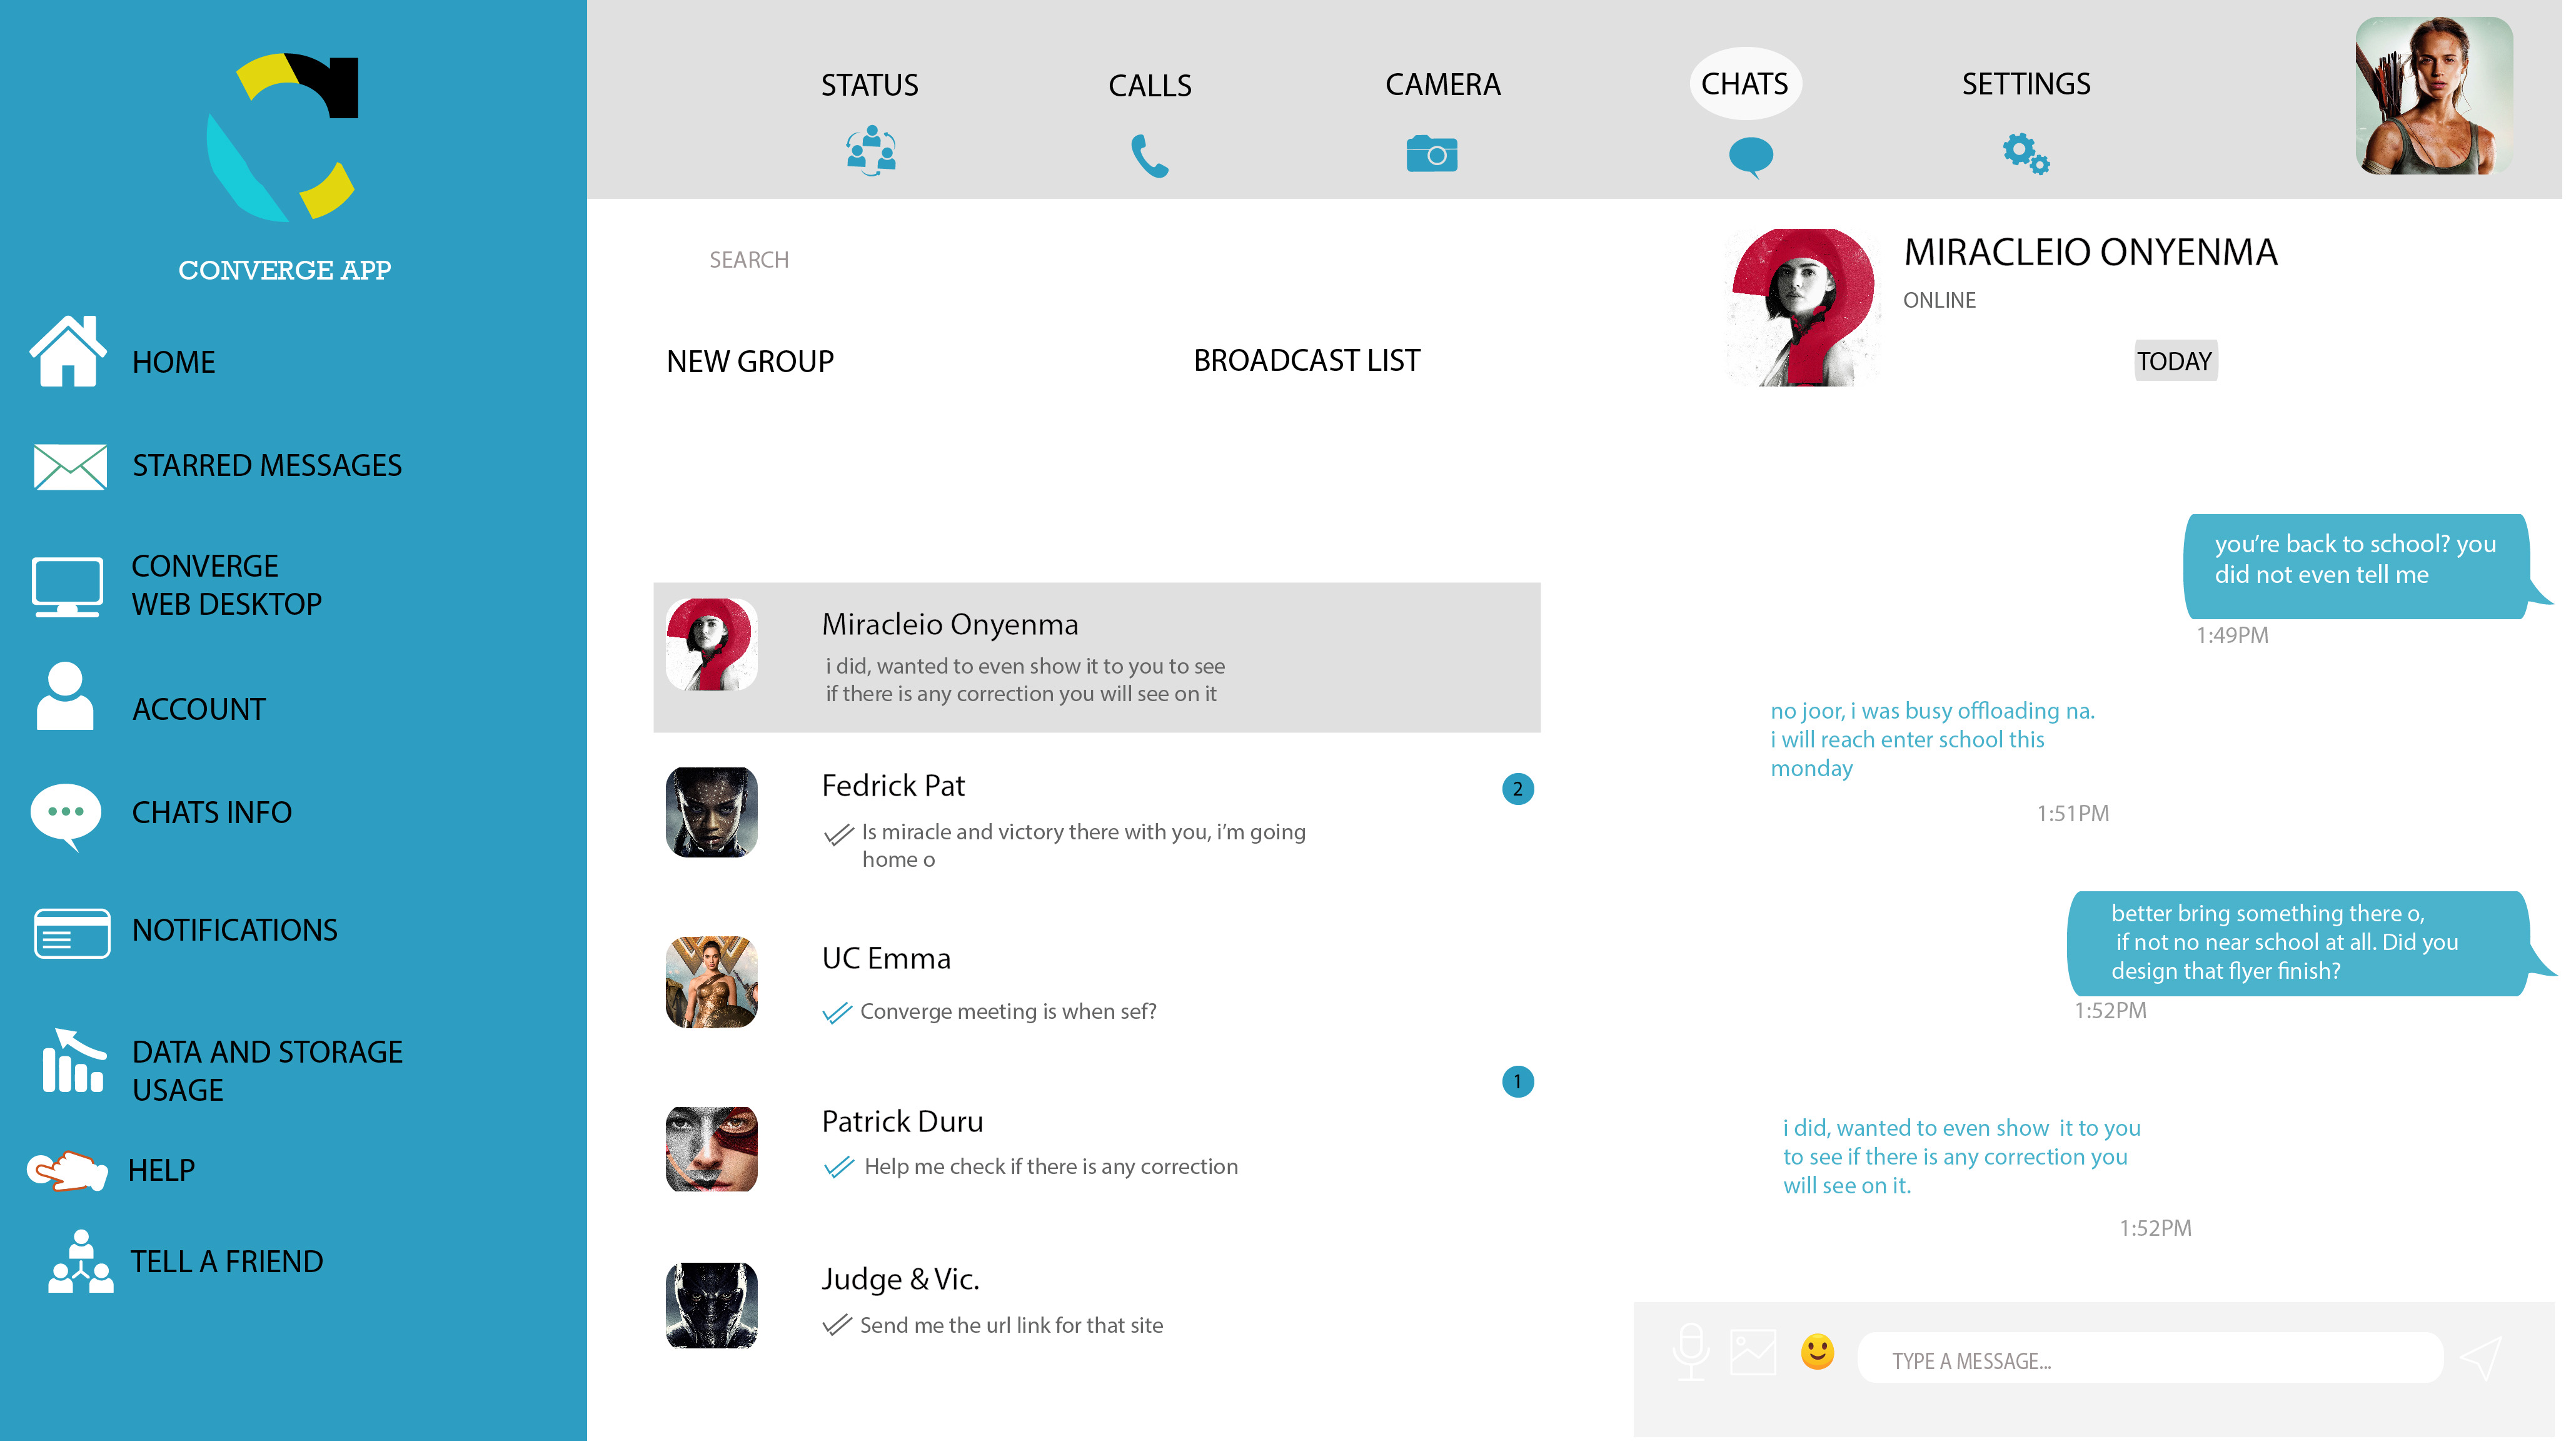 CONVERGE APP
HOME
STARRED MESSAGES
CONVERGE
WEB DESKTOP
ACCOUNT
CHATS INFO
NOTIFICATIONS
DATA AND STORAGE
USAGE
HELP
TELL A FRIEND
STATUS
CALLS
CAMERA
CHATS
SETTINGS
SEARCH
NEW GROUP
BROADCAST LIST
Miracleio Onyenma
i did, wanted to even show it to you to see
if there is any correction you will see on it
Fedrick Pat
2
Is miracle and victory there with you, i'm going
home o
UC Emma
Converge meeting is when sef?
1
Patrick Duru
Help me check if there is any correction
Judge & Vic.
Send me the url link for that site
MIRACLEIO ONYENMA
ONLINE
TODAY
you're back to school? you
did not even tell me
1:49PM
no joor, i was busy offloading na.
i will reach enter school this
monday
1:51PM
better bring something there o,
if not no near school at all. Did you
design that flyer finish?
1:52PM
i did, wanted to even show it to you
to see if there is any correction you
will see on it.
1:52PM
TYPE A MESSAGE...